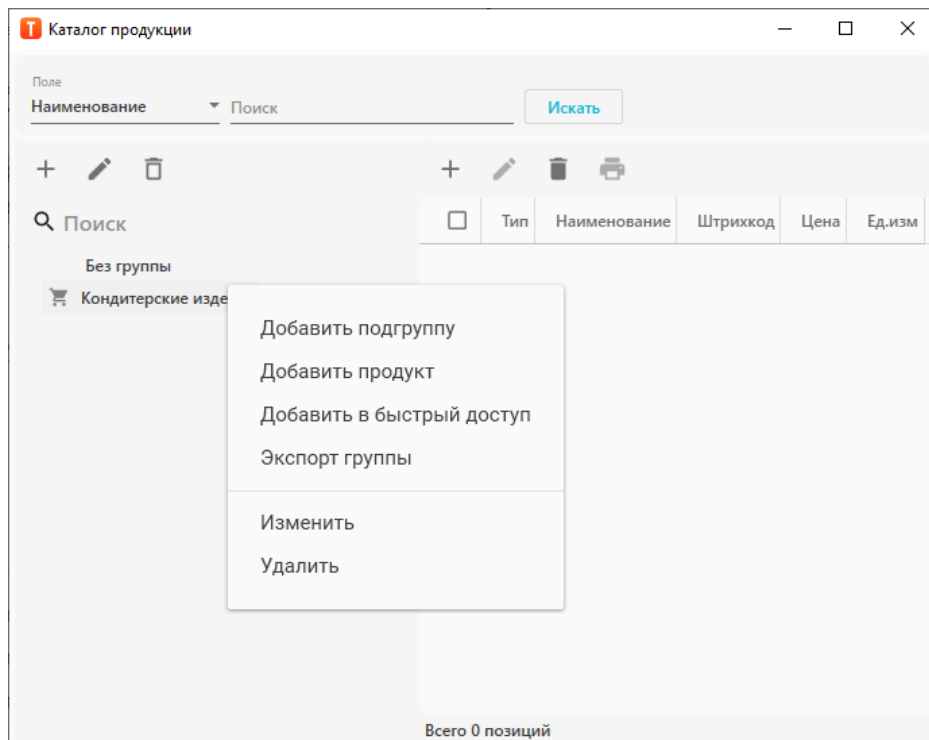 T Каталог продукции
Поле
Наименование Поиск Искать
Поиск
Тип Наименование Штрихкод Цена Ед.изм
Без группы
Кондитерские изде
Добавить подгруппу
Добавить продукт
Добавить в быстрый доступ
Экспорт группы
Изменить
Удалить
Всего 0 позиций